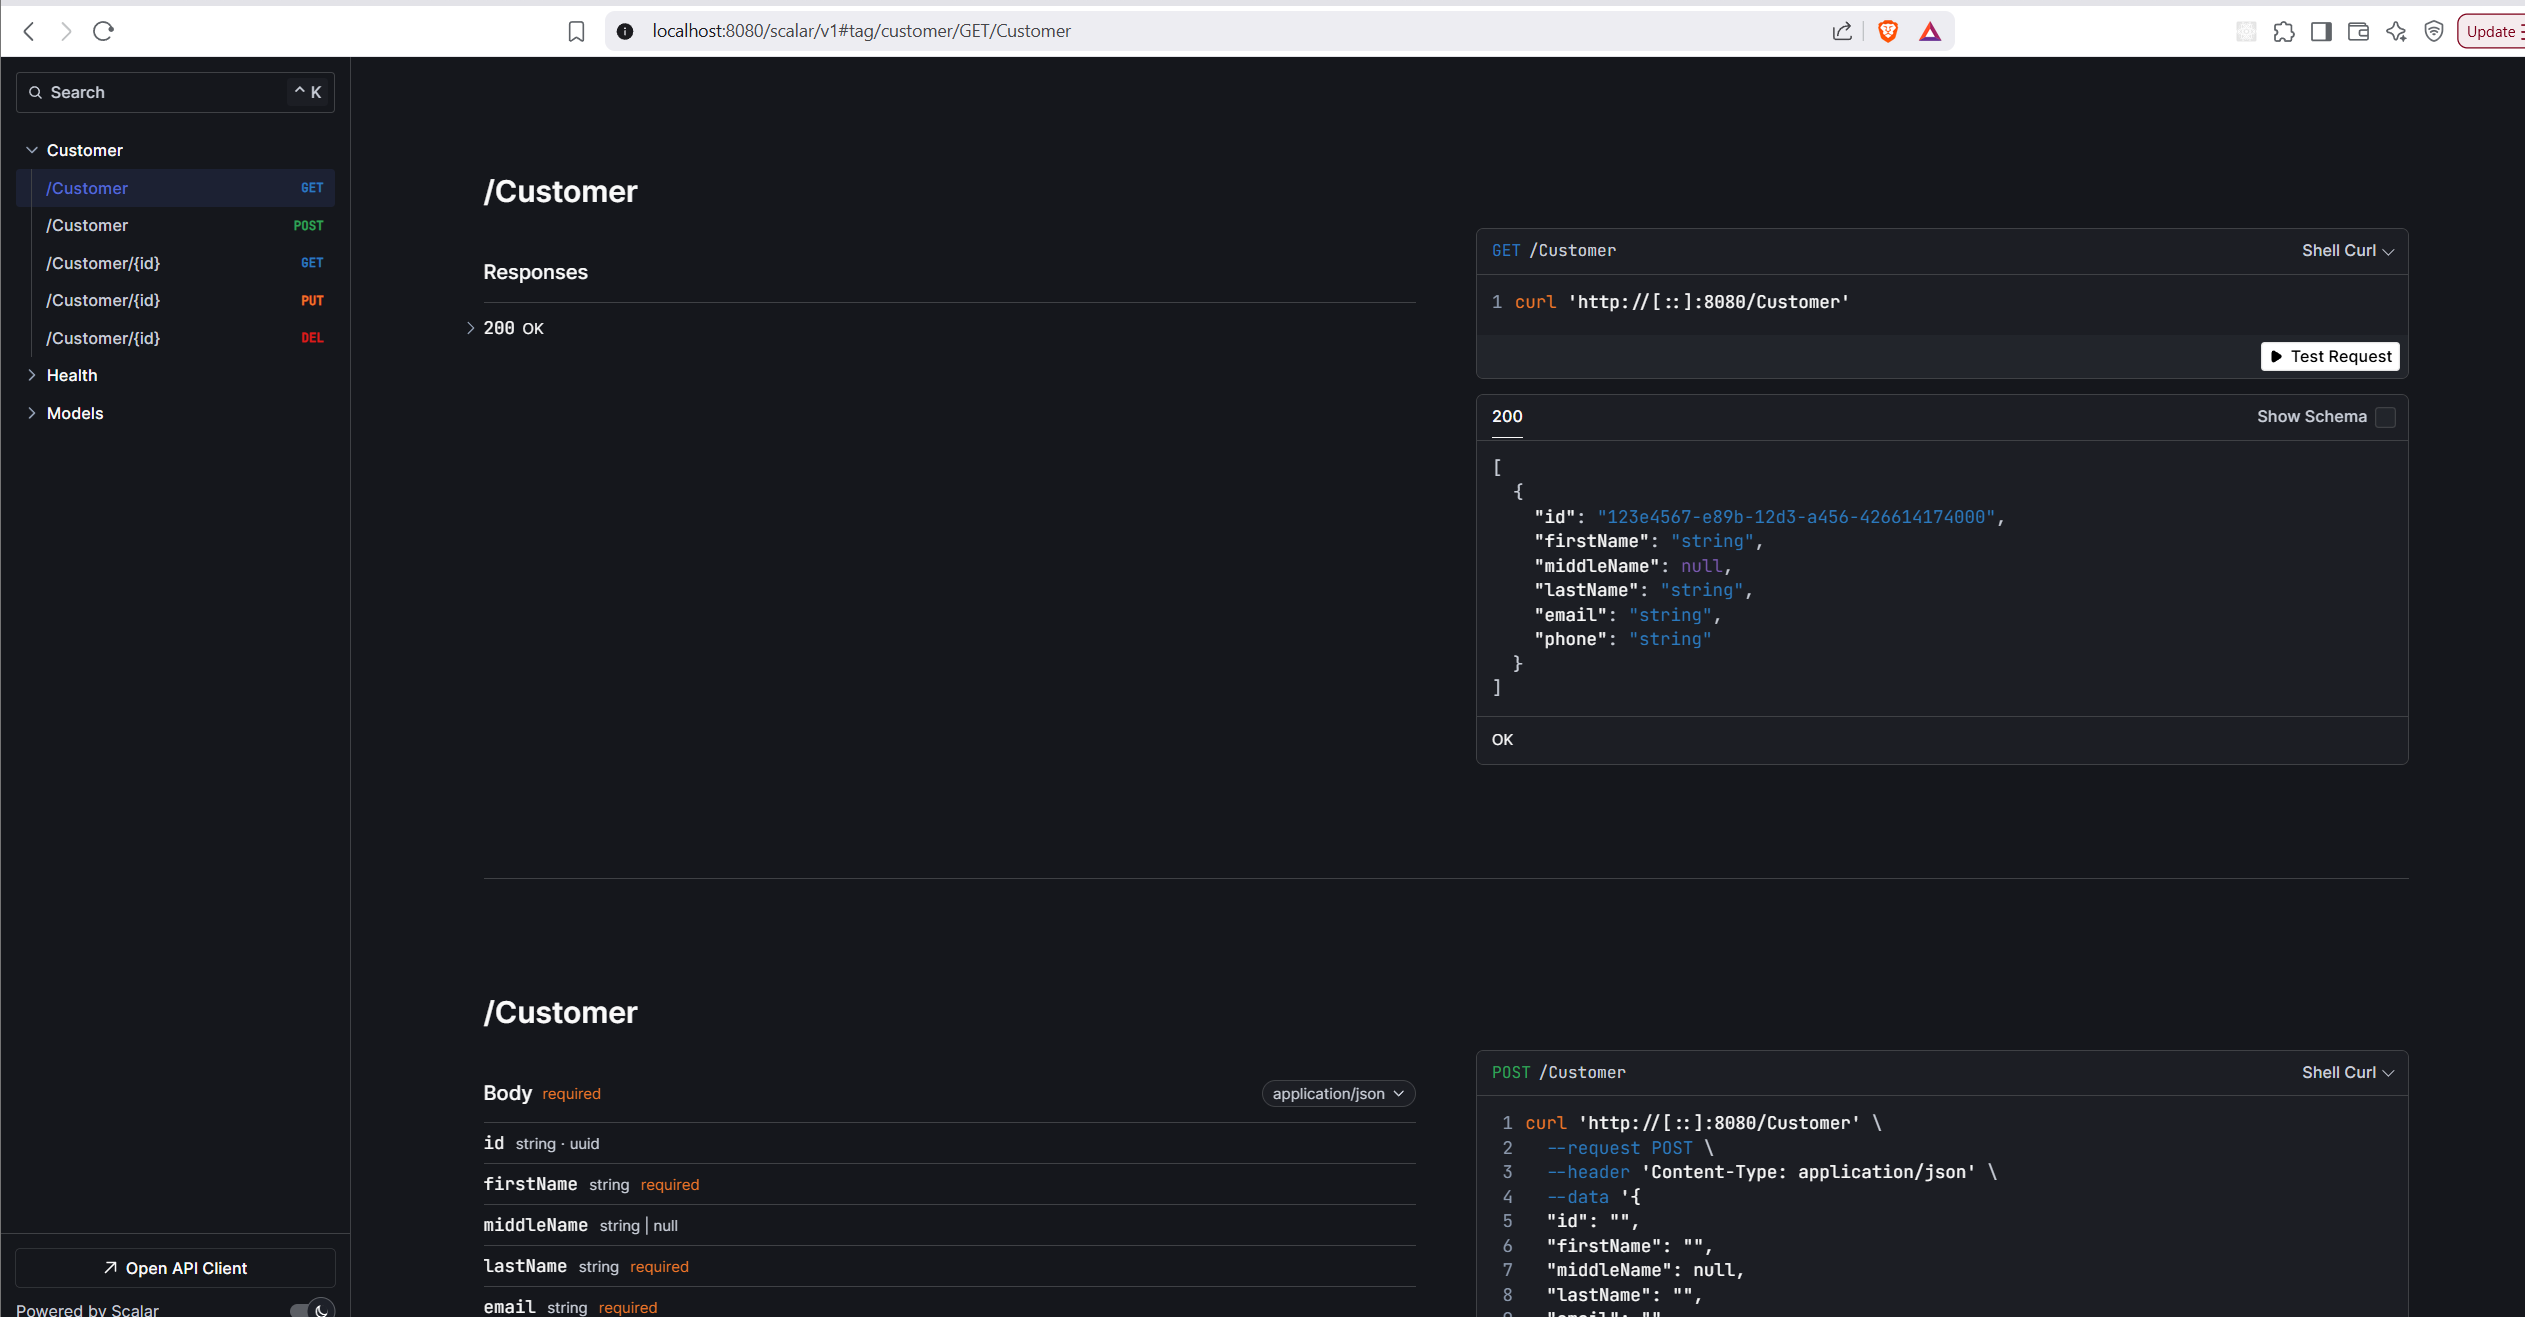 localhost:8080/scalar/v1#tag/customer/GET/Customer
Update
Search
^ K
Customer
/Customer GET
/Customer POST
/Customer/{id} GET
/Customer/{id} PUT
/Customer/{id} DEL
Health
Models
Open API Client
Powered by Scalar
/Customer
Responses
200 OK
GET /Customer
Shell Curl
1 curl 'http://[::]:8080/Customer'
Test Request
200
Show Schema
[
{
"id": "123e4567-e89b-12d3-a456-426614174000",
"firstName": "string",
"middleName": null,
"lastName": "string",
"email": "string",
"phone": "string"
}
]
OK
/Customer
Body required
application/json
id string · uuid
firstName string required
middleName string | null
lastName string required
email string required
POST /Customer
Shell Curl
1 curl 'http://[::]:8080/Customer' \
2 --request POST \
3 --header 'Content-Type: application/json' \
4 --data '{
5 "id": "",
6 "firstName": "",
7 "middleName": null,
8 "lastName": "",